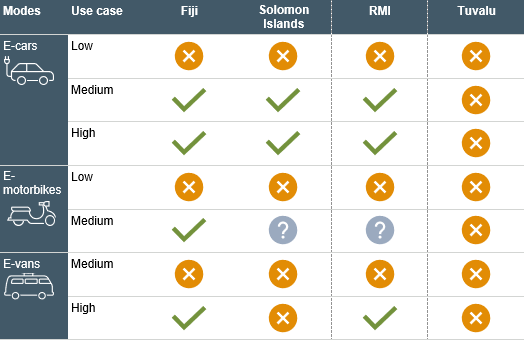 Modes Use case Fiji Solomon Islands RMI Tuvalu
E-cars Low
Medium
High
E-motorbikes Low
? ?
Medium
E-vans Medium
High